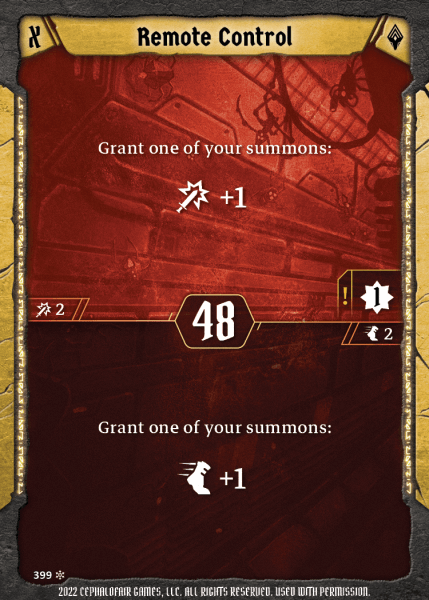 Remote Control
Grant one of your summons:
+1
1
2
48
2
Grant one of your summons:
+1
399
2022 CEPHALOFAIR GAMES, LLC. ALL RIGHTS RESERVED. USED WITH PERMISSION.